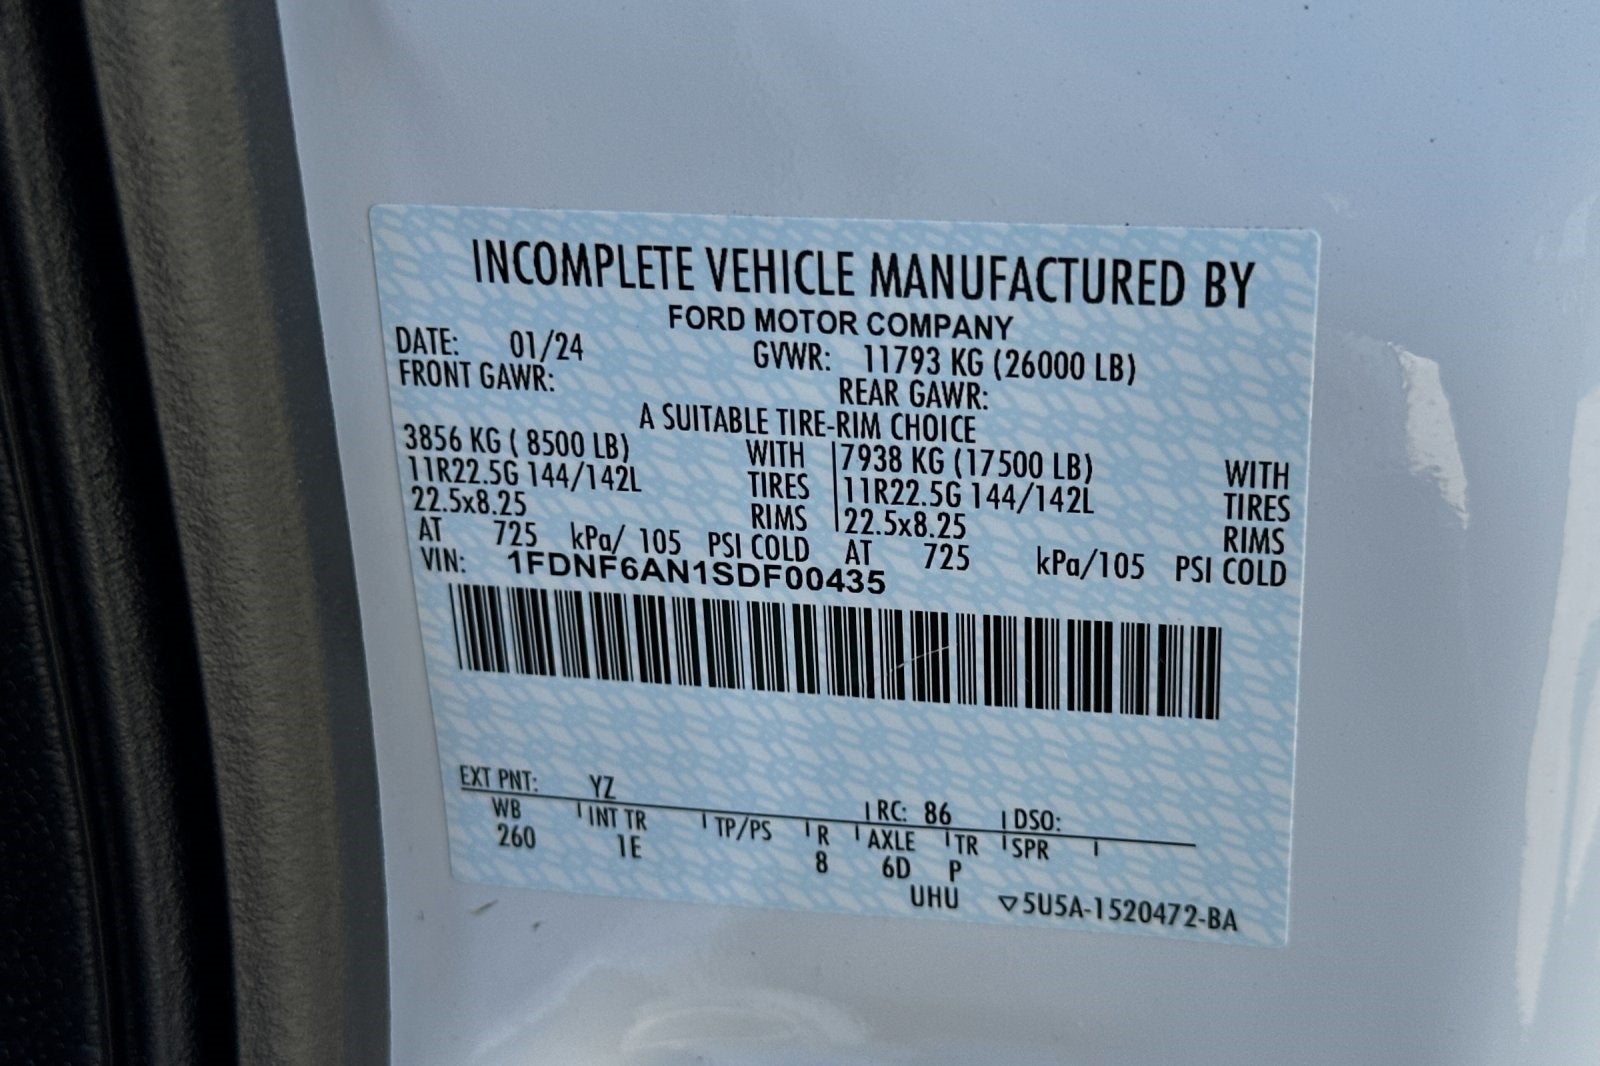 INCOMPLETE VEHICLE MANUFACTURED BY
FORD MOTOR COMPANY
DATE: 01/24 GVWR: 11793 KG (26000 LB)
FRONT GAWR: REAR GAWR:
A SUITABLE TIRE-RIM CHOICE
3856 KG ( 8500 LB) WITH 7938 KG (17500 LB) WITH
11R22.5G 144/142L TIRES 11R22.5G 144/142L TIRES
22.5x8.25 RIMS 22.5x8.25 RIMS
AT 725 kPa/ 105 PSI COLD AT 725 kPa/105 PSI COLD
VIN: 1FDNF6AN1SDF00435
EXT PNT: YZ RC: 86 DSO:
WB INT TR TP/PS R AXLE TR SPR
260 1E 8 6D P
UHU ▽5U5A-1520472-BA